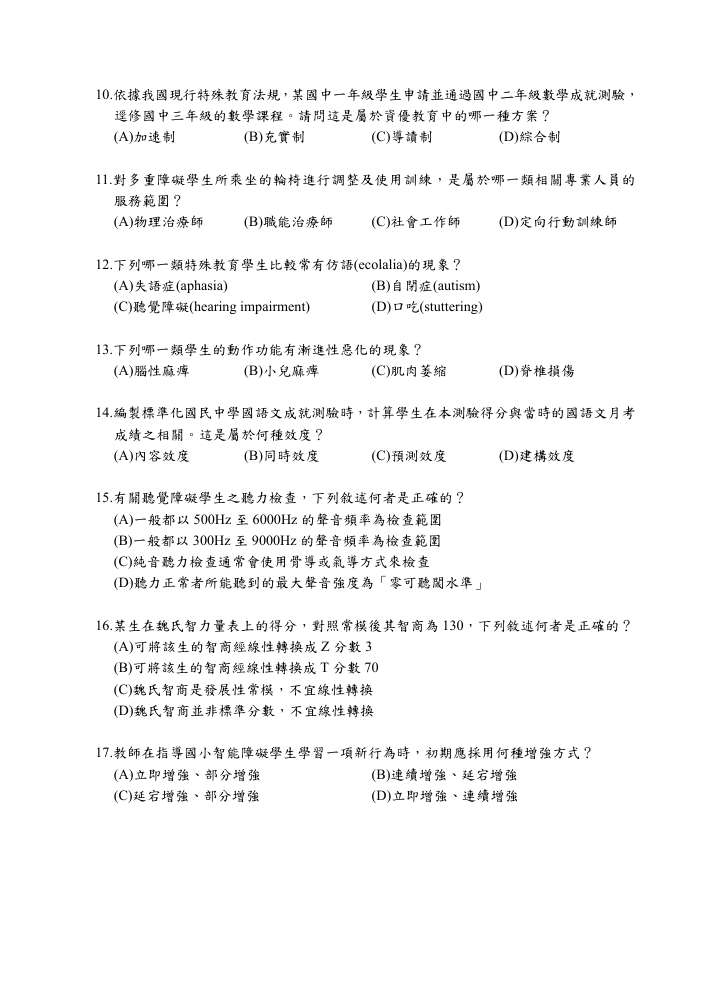 10.依據我國現行特殊教育法規，某國中一年級學生申請並通過國中二年級數學成就測驗，
逕修國中三年級的數學課程。請問這是屬於資優教育中的哪一種方案？
(A)加速制 (B)充實制 (C)導讀制 (D)綜合制
11.對多重障礙學生所乘坐的輪椅進行調整及使用訓練，是屬於哪一類相關專業人員的
服務範圍？
(A)物理治療師 (B)職能治療師 (C)社會工作師 (D)定向行動訓練師
12.下列哪一類特殊教育學生比較常有仿語(ecolalia)的現象？
(A)失語症(aphasia) (B)自閉症(autism)
(C)聽覺障礙(hearing impairment) (D)口吃(stuttering)
13.下列哪一類學生的動作功能有漸進性惡化的現象？
(A)腦性麻痺 (B)小兒麻痺 (C)肌肉萎縮 (D)脊椎損傷
14.編製標準化國民中學國語文成就測驗時，計算學生在本測驗得分與當時的國語文月考
成績之相關。這是屬於何種效度？
(A)內容效度 (B)同時效度 (C)預測效度 (D)建構效度
15.有關聽覺障礙學生之聽力檢查，下列敘述何者是正確的？
(A)一般都以 500Hz 至 6000Hz 的聲音頻率為檢查範圍
(B)一般都以 300Hz 至 9000Hz 的聲音頻率為檢查範圍
(C)純音聽力檢查通常會使用骨導或氣導方式來檢查
(D)聽力正常者所能聽到的最大聲音強度為「零可聽閾水準」
16.某生在魏氏智力量表上的得分，對照常模後其智商為 130，下列敘述何者是正確的？
(A)可將該生的智商經線性轉換成 Z 分數 3
(B)可將該生的智商經線性轉換成 T 分數 70
(C)魏氏智商是發展性常模，不宜線性轉換
(D)魏氏智商並非標準分數，不宜線性轉換
17.教師在指導國小智能障礙學生學習一項新行為時，初期應採用何種增強方式？
(A)立即增強、部分增強 (B)連續增強、延宕增強
(C)延宕增強、部分增強 (D)立即增強、連續增強